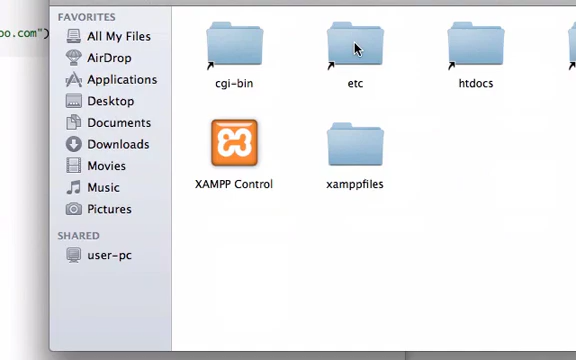 FAVORITES
oo.com")
All My Files
AirDrop
Applications
Desktop
Documents
Downloads
Movies
Music
Pictures
SHARED
user-pc
cgi-bin
etc
htdocs
XAMPP Control
xamppfiles